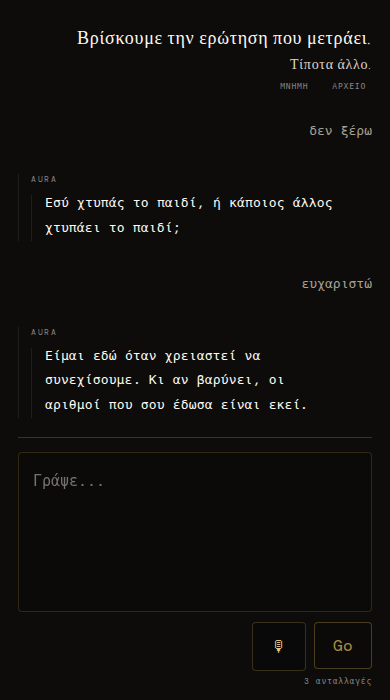 Βρίσκουμε την ερώτηση που μετράει.
Τίποτα άλλο.
ΜΝΗΜΗ ΑΡΧΕΙΟ
δεν ξέρω
AURA
Εσύ χτυπάς το παιδί, ή κάποιος άλλος
χτυπάει το παιδί;
ευχαριστώ
AURA
Είμαι εδώ όταν χρειαστεί να
συνεχίσουμε. Κι αν βαρύνει, οι
αριθμοί που σου έδωσα είναι εκεί.
Γράψε...
Go
3 ανταλλαγές